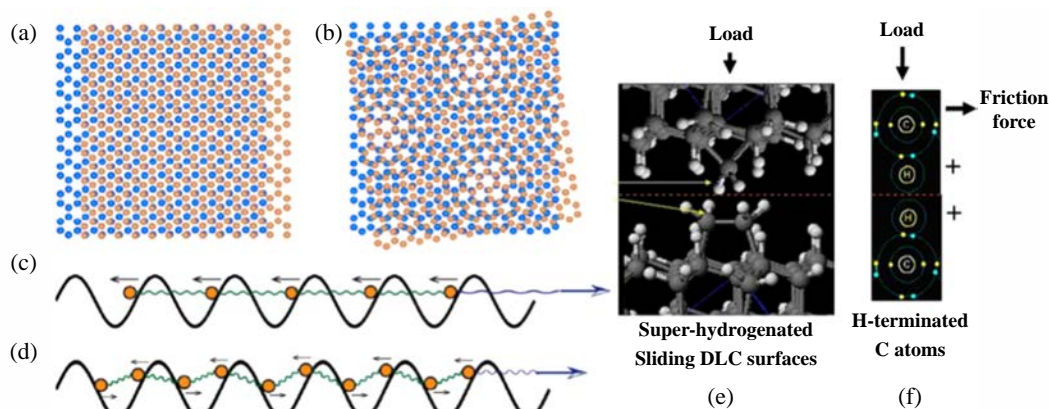 (a)
(b)
Load
Load
Friction
force
C
H
+
+
H
C
(c)
(d)
Super-hydrogenated
Sliding DLC surfaces
H-terminated
C atoms
(e)
(f)